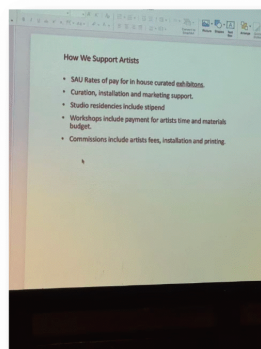 How We Support Artists
• SAU Rates of pay for in house curated exhibitons.
• Curation, installation and marketing support.
• Studio residencies include stipend
• Workshops include payment for artists time and materials
budget.
• Commissions include artists fees, installation and printing.